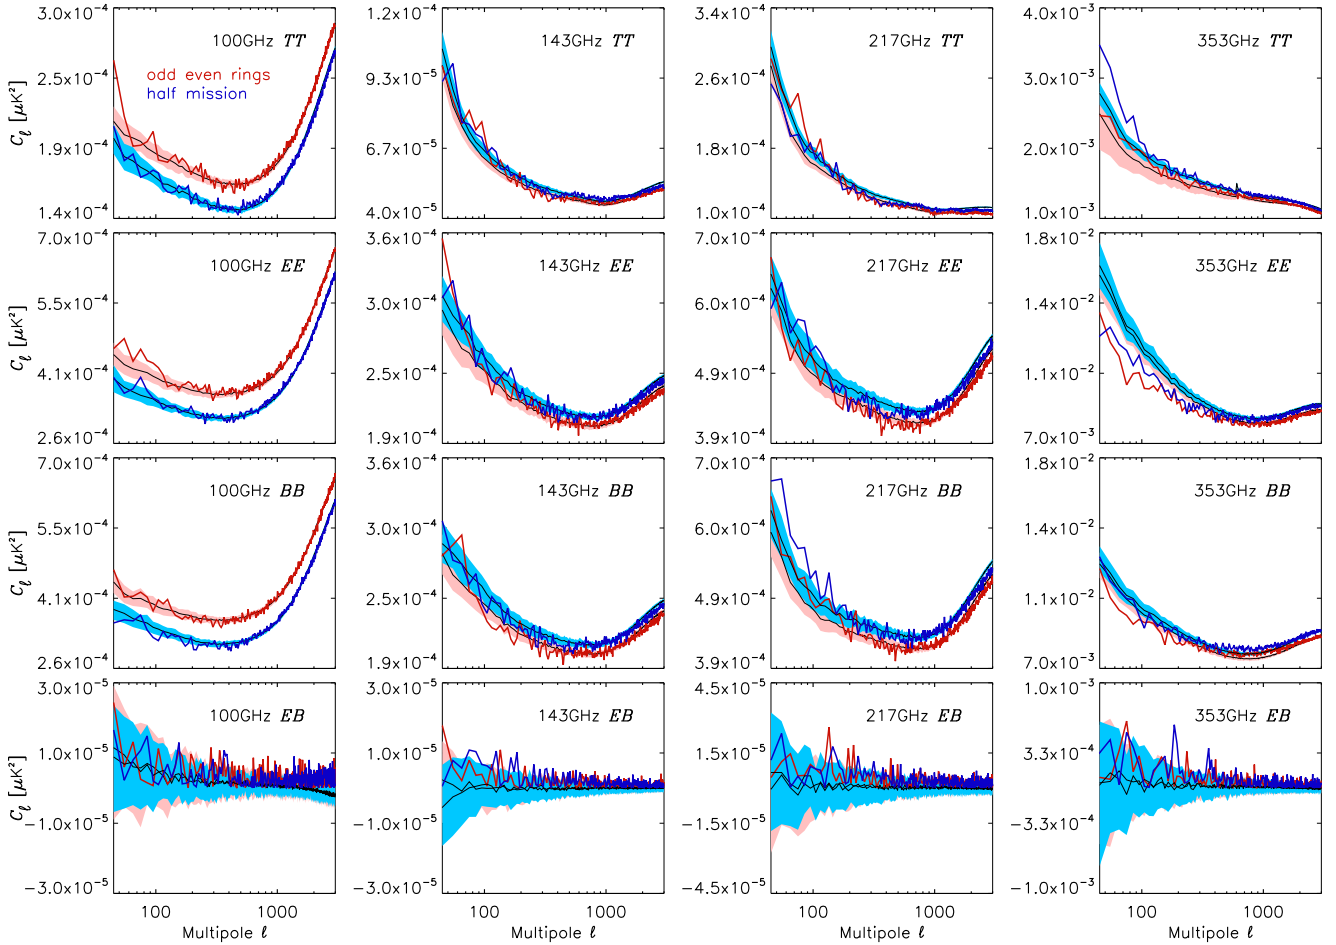 3.0x10⁻⁴
2.5x10⁻⁴
1.9x10⁻⁴
1.4x10⁻⁴
Cℓ [μK²]
100GHz TT
odd even rings
half mission
1.2x10⁻⁴
9.3x10⁻⁵
6.7x10⁻⁵
4.0x10⁻⁵
143GHz TT
3.4x10⁻⁴
2.6x10⁻⁴
1.8x10⁻⁴
1.0x10⁻⁴
217GHz TT
4.0x10⁻³
3.0x10⁻³
2.0x10⁻³
1.0x10⁻³
353GHz TT
7.0x10⁻⁴
5.5x10⁻⁴
4.1x10⁻⁴
2.6x10⁻⁴
Cℓ [μK²]
100GHz EE
3.6x10⁻⁴
3.0x10⁻⁴
2.5x10⁻⁴
1.9x10⁻⁴
143GHz EE
7.0x10⁻⁴
6.0x10⁻⁴
4.9x10⁻⁴
3.9x10⁻⁴
217GHz EE
1.8x10⁻²
1.4x10⁻²
1.1x10⁻²
7.0x10⁻³
353GHz EE
7.0x10⁻⁴
5.5x10⁻⁴
4.1x10⁻⁴
2.6x10⁻⁴
Cℓ [μK²]
100GHz BB
3.6x10⁻⁴
3.0x10⁻⁴
2.5x10⁻⁴
1.9x10⁻⁴
143GHz BB
7.0x10⁻⁴
6.0x10⁻⁴
4.9x10⁻⁴
3.9x10⁻⁴
217GHz BB
1.8x10⁻²
1.4x10⁻²
1.1x10⁻²
7.0x10⁻³
353GHz BB
3.0x10⁻⁵
1.0x10⁻⁵
−1.0x10⁻⁵
−3.0x10⁻⁵
Cℓ [μK²]
100GHz EB
100 1000
Multipole ℓ
3.0x10⁻⁵
1.0x10⁻⁵
−1.0x10⁻⁵
−3.0x10⁻⁵
143GHz EB
100 1000
Multipole ℓ
4.5x10⁻⁵
1.5x10⁻⁵
−1.5x10⁻⁵
−4.5x10⁻⁵
217GHz EB
100 1000
Multipole ℓ
1.0x10⁻³
3.3x10⁻⁴
−3.3x10⁻⁴
−1.0x10⁻³
353GHz EB
100 1000
Multipole ℓ